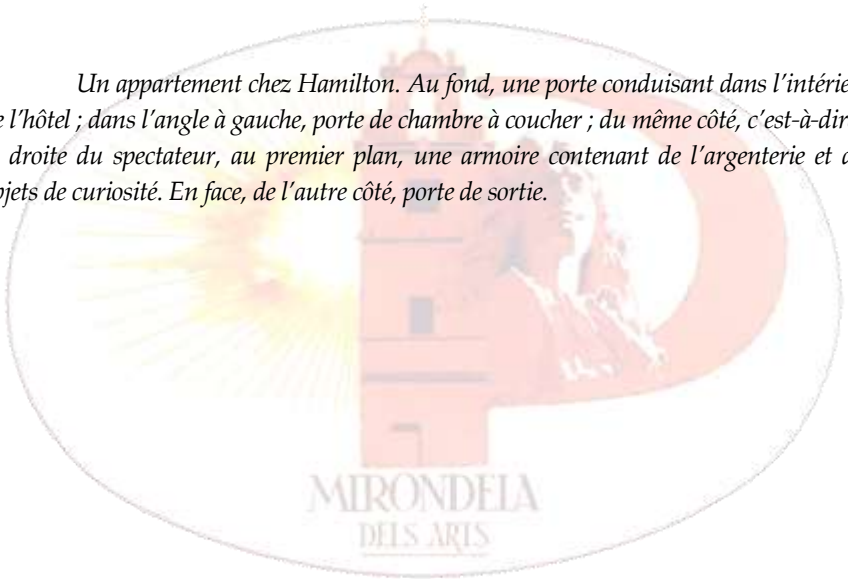 Un appartement chez Hamilton. Au fond, une porte conduisant dans l’intérie
e l’hôtel ; dans l’angle à gauche, porte de chambre à coucher ; du même côté, c’est-à-dir
droite du spectateur, au premier plan, une armoire contenant de l’argenterie et d
jets de curiosité. En face, de l’autre côté, porte de sortie.
MIRONDELA
DELS ARTS